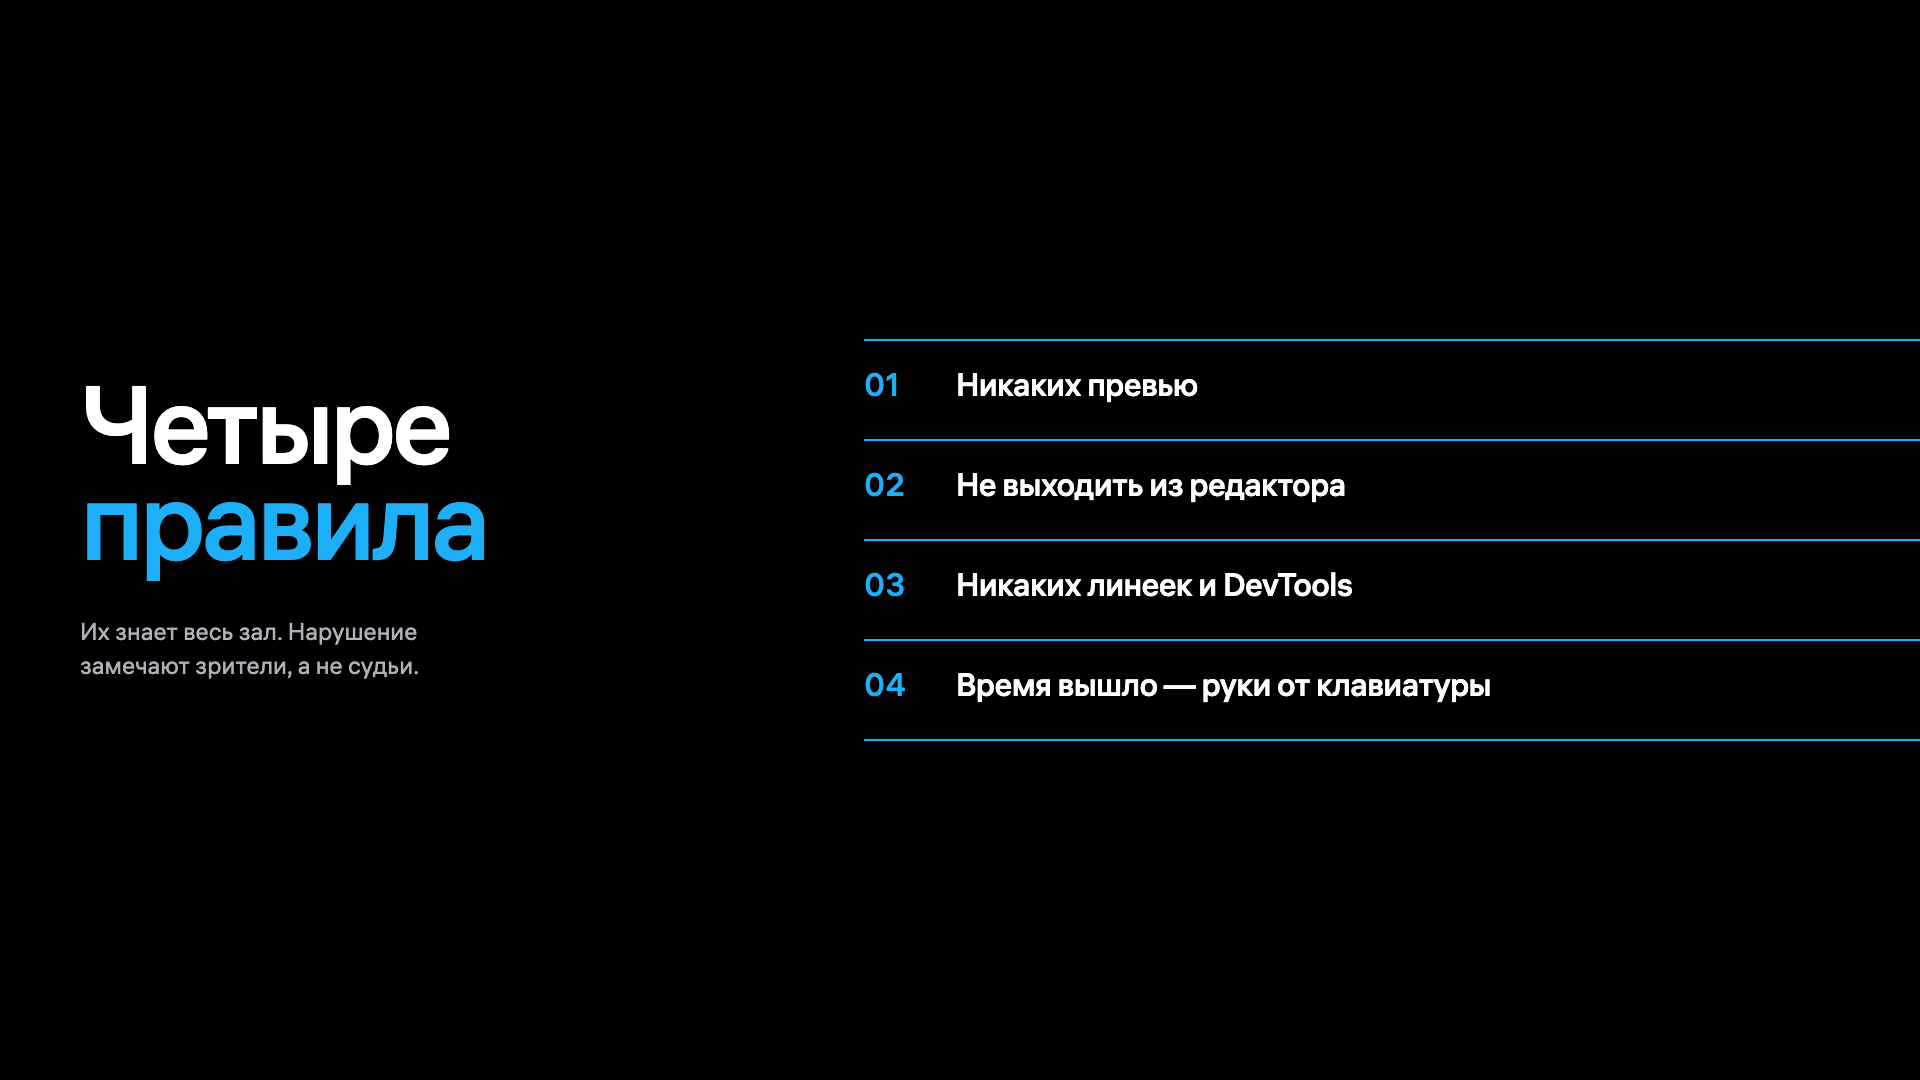 Четыре
правила
Их знает весь зал. Нарушение
замечают зрители, а не судьи.
01 Никаких превью
02 Не выходить из редактора
03 Никаких линеек и DevTools
04 Время вышло — руки от клавиатуры